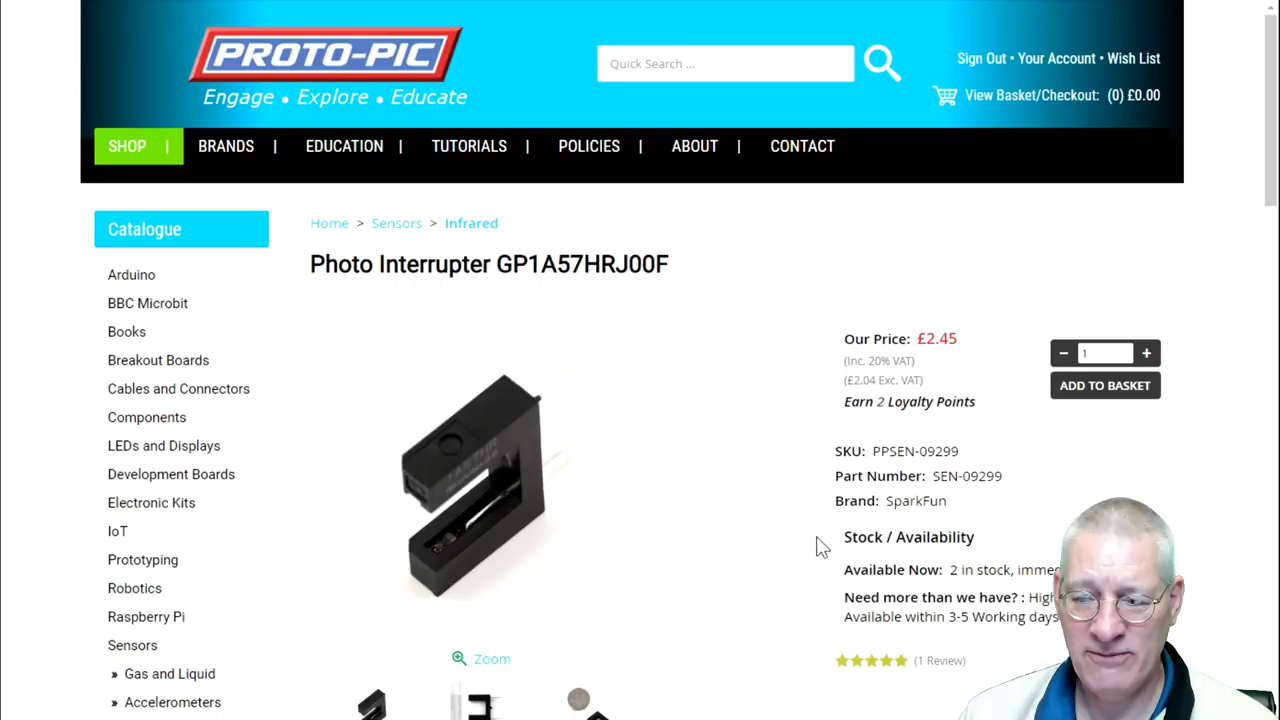 PROTO-PIC
Engage • Explore • Educate
Quick Search ...
Sign Out • Your Account • Wish List
View Basket/Checkout: (0) £0.00
SHOP | BRANDS | EDUCATION | TUTORIALS | POLICIES | ABOUT | CONTACT
Catalogue
Arduino
BBC Microbit
Books
Breakout Boards
Cables and Connectors
Components
LEDs and Displays
Development Boards
Electronic Kits
IoT
Prototyping
Robotics
Raspberry Pi
Sensors
» Gas and Liquid
» Accelerometers
Home > Sensors > Infrared
Photo Interrupter GP1A57HRJ00F
Zoom
Our Price: £2.45
(Inc. 20% VAT)
(£2.04 Exc. VAT)
Earn 2 Loyalty Points
− 1 +
ADD TO BASKET
SKU: PPSEN-09299
Part Number: SEN-09299
Brand: SparkFun
Stock / Availability
Available Now: 2 in stock,
Need more than we have? :
Available within 3-5 Working days
(1 Review)